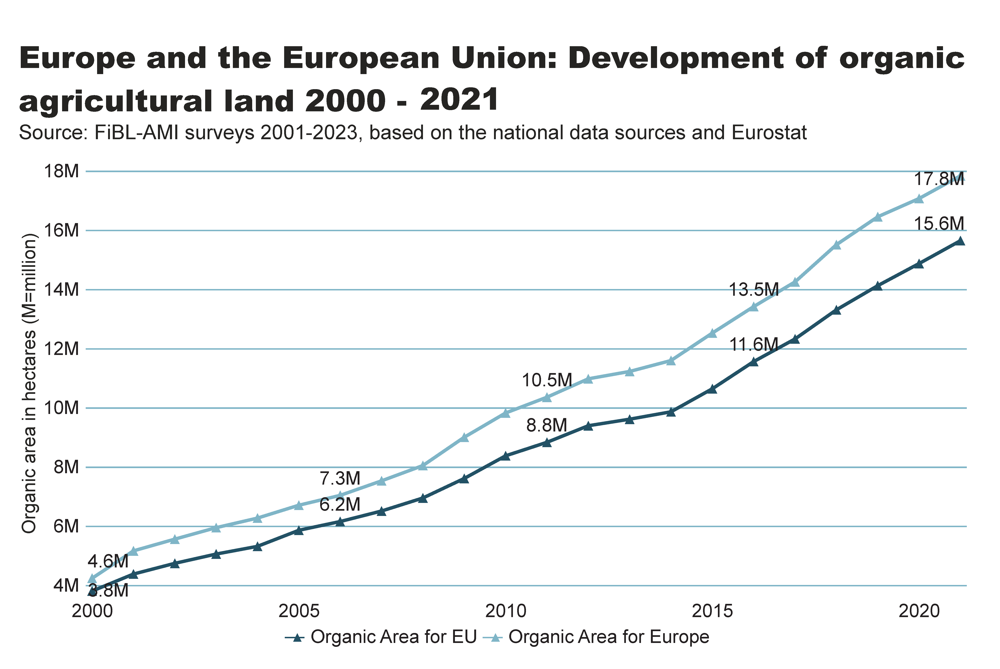 Europe and the European Union: Development of organic
agricultural land 2000 - 2021
Source: FiBL-AMI surveys 2001-2023, based on the national data sources and Eurostat
Organic area in hectares (M=million)
18M
16M
14M
12M
10M
8M
6M
4M
17.8M
15.6M
13.5M
11.6M
10.5M
8.8M
7.3M
6.2M
4.6M
3.8M
2000
2005
2010
2015
2020
Organic Area for EU
Organic Area for Europe